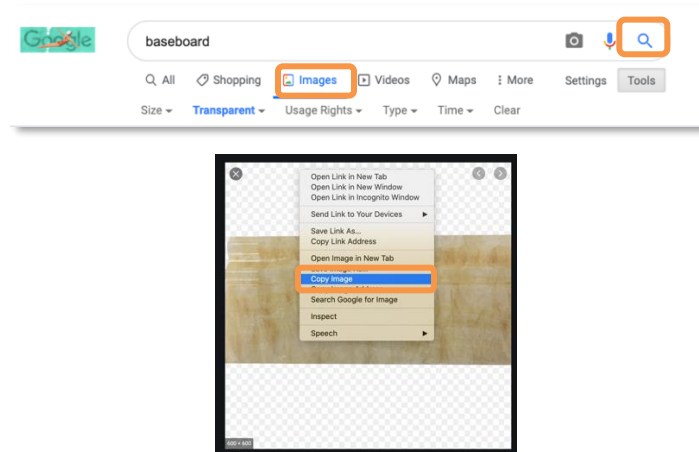 Google
baseboard
All Shopping Images Videos Maps More Settings Tools
Size Transparent Usage Rights Type Time Clear
Open Link in New Tab
Open Link in New Window
Open Link in Incognito Window
Send Link to Your Devices
Save Link As...
Copy Link Address
Open Image in New Tab
Copy Image
Search Google for Image
Inspect
Speech